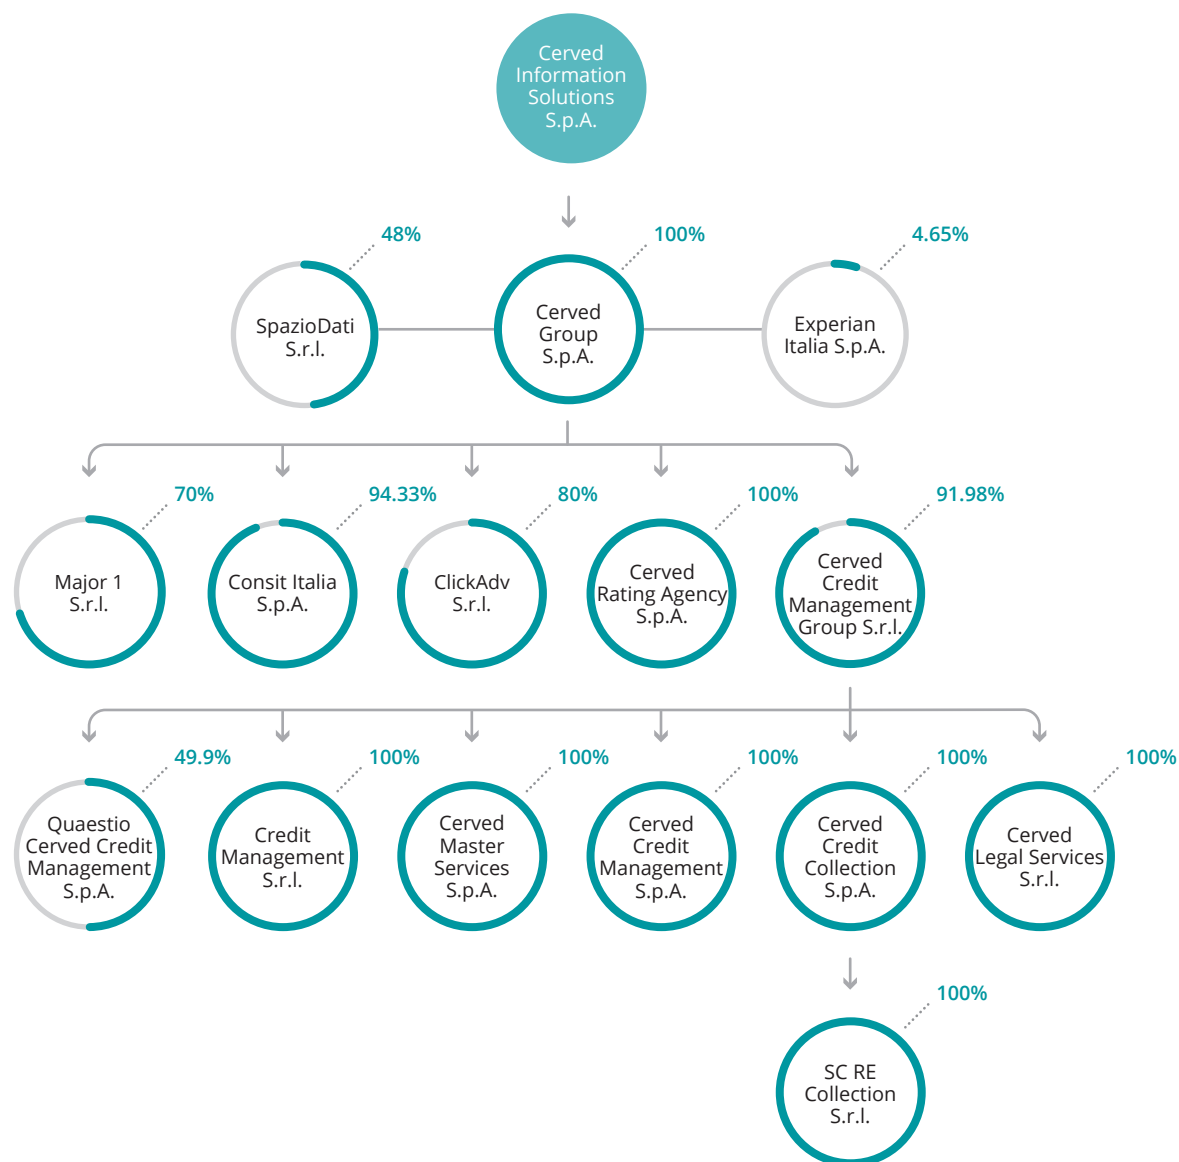 Cerved
Information
Solutions
S.p.A.
48%
100%
4.65%
SpazioDati
S.r.l.
Cerved
Group
S.p.A.
Experian
Italia S.p.A.
70%
94.33%
80%
100%
91.98%
Major 1
S.r.l.
Consit Italia
S.p.A.
ClickAdv
S.r.l.
Cerved
Rating Agency
S.p.A.
Cerved
Credit
Management
Group S.r.l.
49.9%
100%
100%
100%
100%
100%
Quaestio
Cerved Credit
Management
S.p.A.
Credit
Management
S.r.l.
Cerved
Master
Services
S.p.A.
Cerved
Credit
Management
S.p.A.
Cerved
Credit
Collection
S.p.A.
Cerved
Legal Services
S.r.l.
100%
SC RE
Collection
S.r.l.